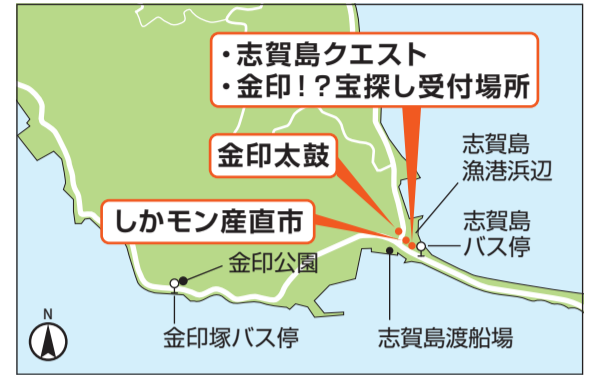 ・志賀島クエスト
・金印！？宝探し受付場所
金印太鼓
しかモン産直市
志賀島
漁港浜辺
志賀島
バス停
金印公園
金印塚バス停
志賀島渡船場
N